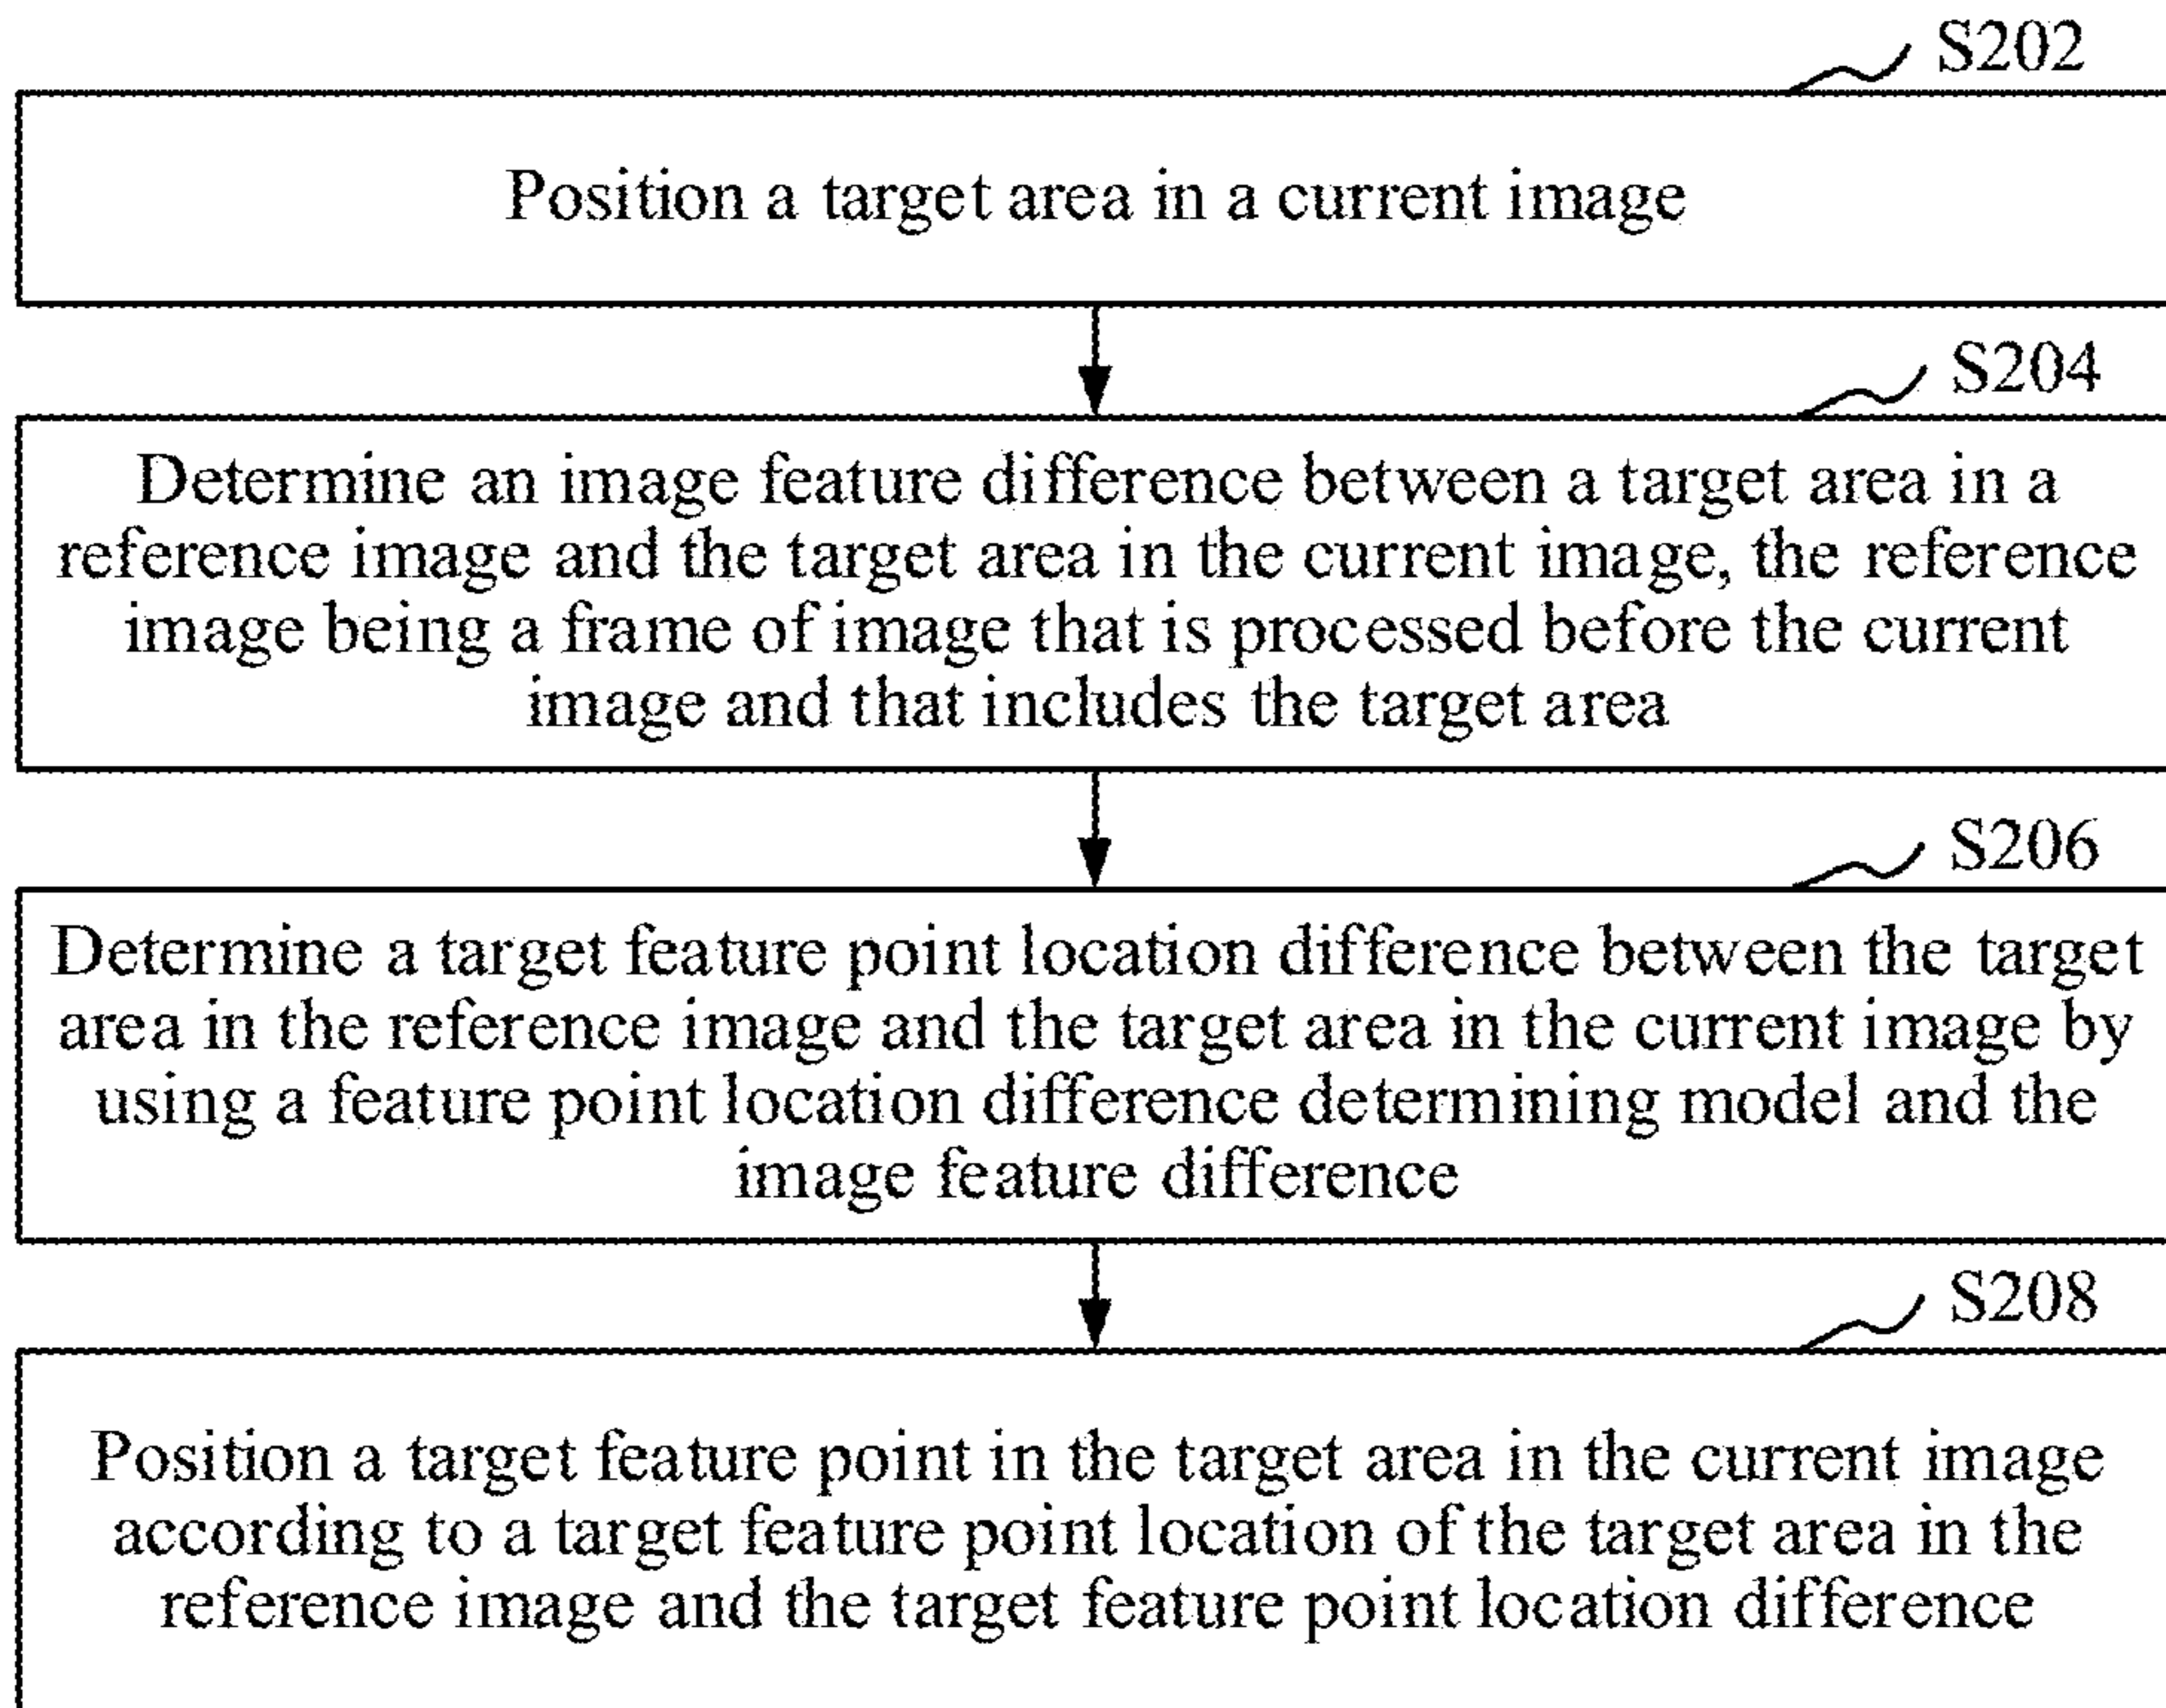 S202
Position a target area in a current image
S204
Determine an image feature difference between a target area in a
reference image and the target area in the current image, the reference
image being a frame of image that is processed before the current
image and that includes the target area
S206
Determine a target feature point location difference between the target
area in the reference image and the target area in the current image by
using a feature point location difference determining model and the
image feature difference
S208
Position a target feature point in the target area in the current image
according to a target feature point location of the target area in the
reference image and the target feature point location difference